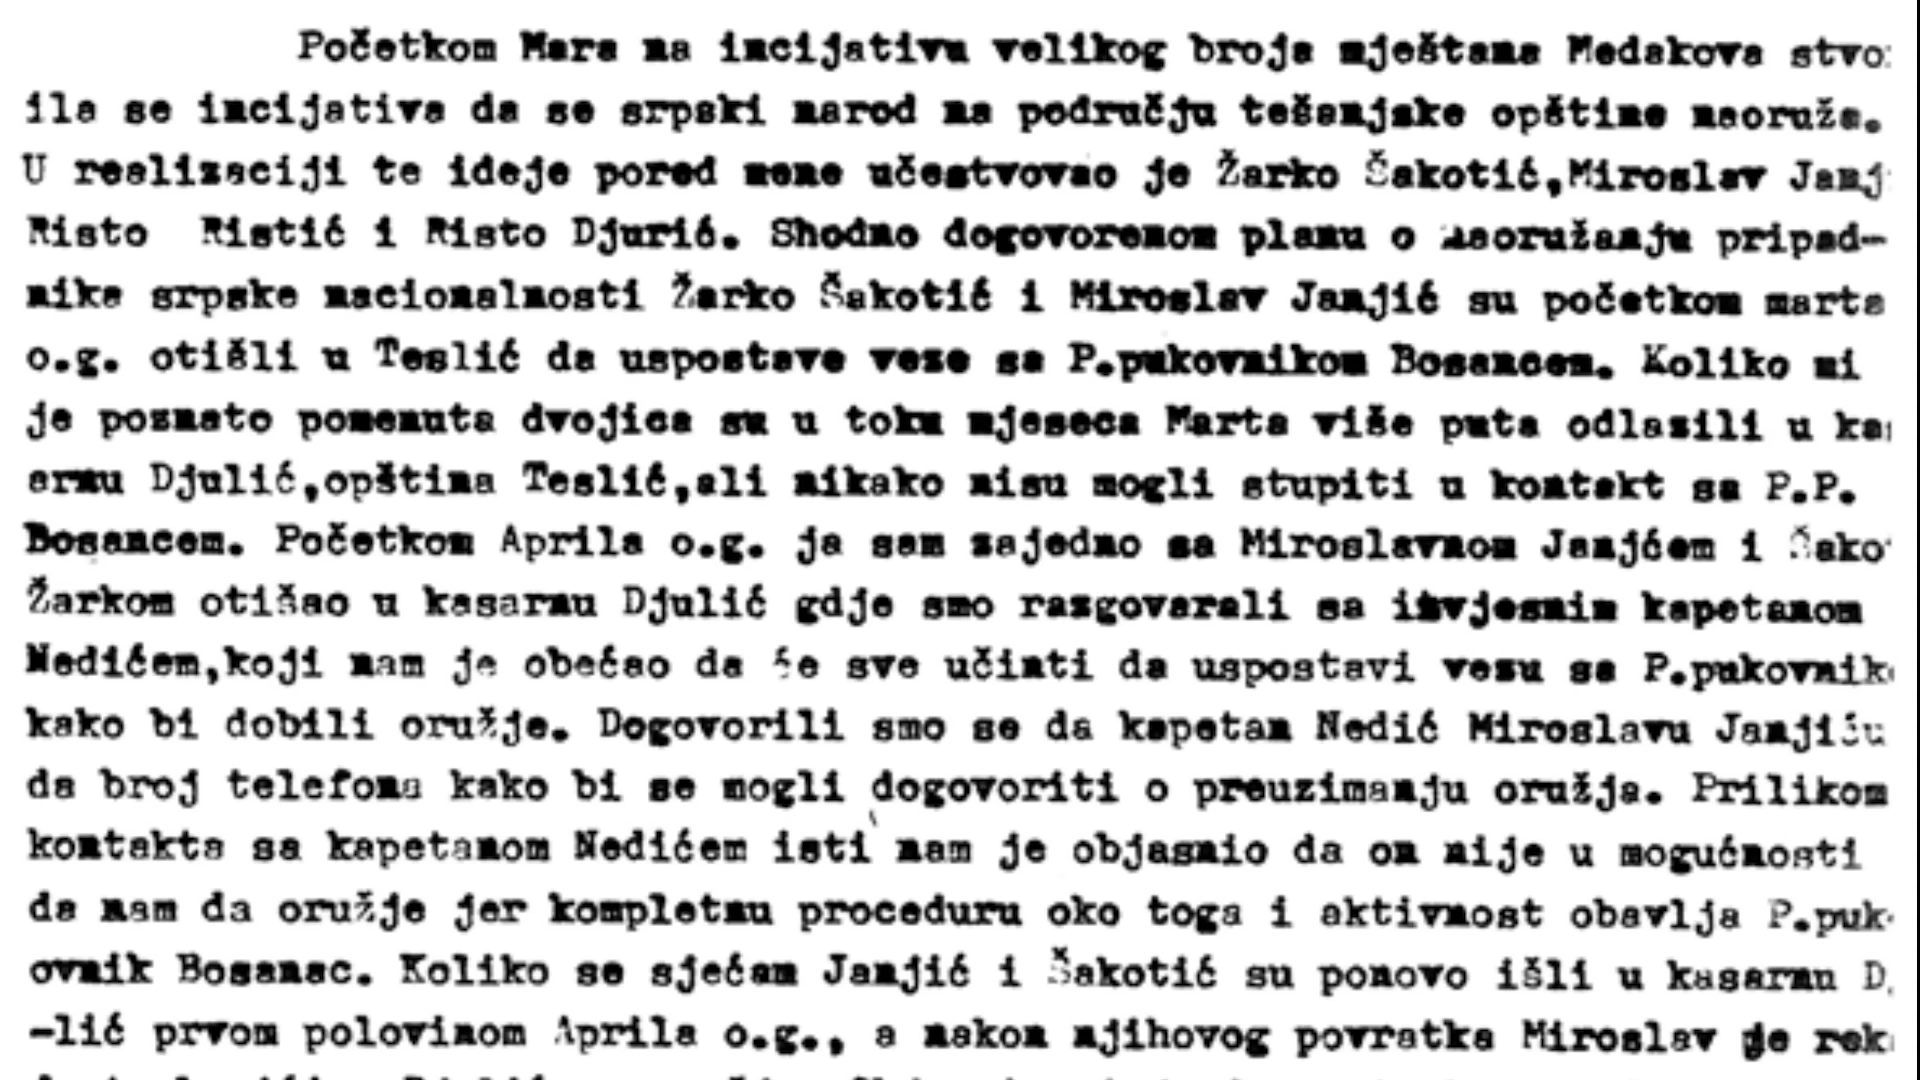 Početkom Mara na incijativu velikog broja mještana Medakova stvo
ila se incijativa da se srpski narod na području tešanjske opštine naoruža.
U realizaciji te ideje pored mene učestvovao je Žarko Šakotić,Miroslav Janj
Risto Ristić i Risto Djurić. Shodno dogovorenom planu o naoružanju pripad-
nika srpske nacionalnosti Žarko Šakotić i Miroslav Janjić su početkom marta
o.g. otišli u Teslić da uspostave veze sa P.pukovnikom Bosancem. Koliko mi
je poznato pomenuta dvojica su u toku mjeseca Marta više puta odlazili u ka
arnu Djulić,opština Teslić,ali nikako nisu mogli stupiti u kontakt sa P.P.
Bosancem. Početkom Aprila o.g. ja sam zajedno sa Miroslavnom Janjćem i Šako
Žarkom otišao u kasarnu Djulić gdje smo razgovarali sa izvjesnim kapetanom
Nedićem,koji nam je obećao da će sve učinti da uspostavi vezu sa P.pukovnik
kako bi dobili oružje. Dogovorili smo se da kapetan Nedić Miroslavu Janjiću
da broj telefona kako bi se mogli dogovoriti o preuzimanju oružja. Prilikom
kontakta sa kapetanom Nedićem isti nam je objasnio da on nije u mogućnosti
da nam da oružje jer kompletnu proceduru oko toga i aktivnost obavlja P.puk
ovnik Bosanac. Koliko se sjećam Janjić i Šakotić su ponovo išli u kasarnu D
-lić prvom polovinom Aprila o.g., a nakon njihovog povratka Miroslav je rek